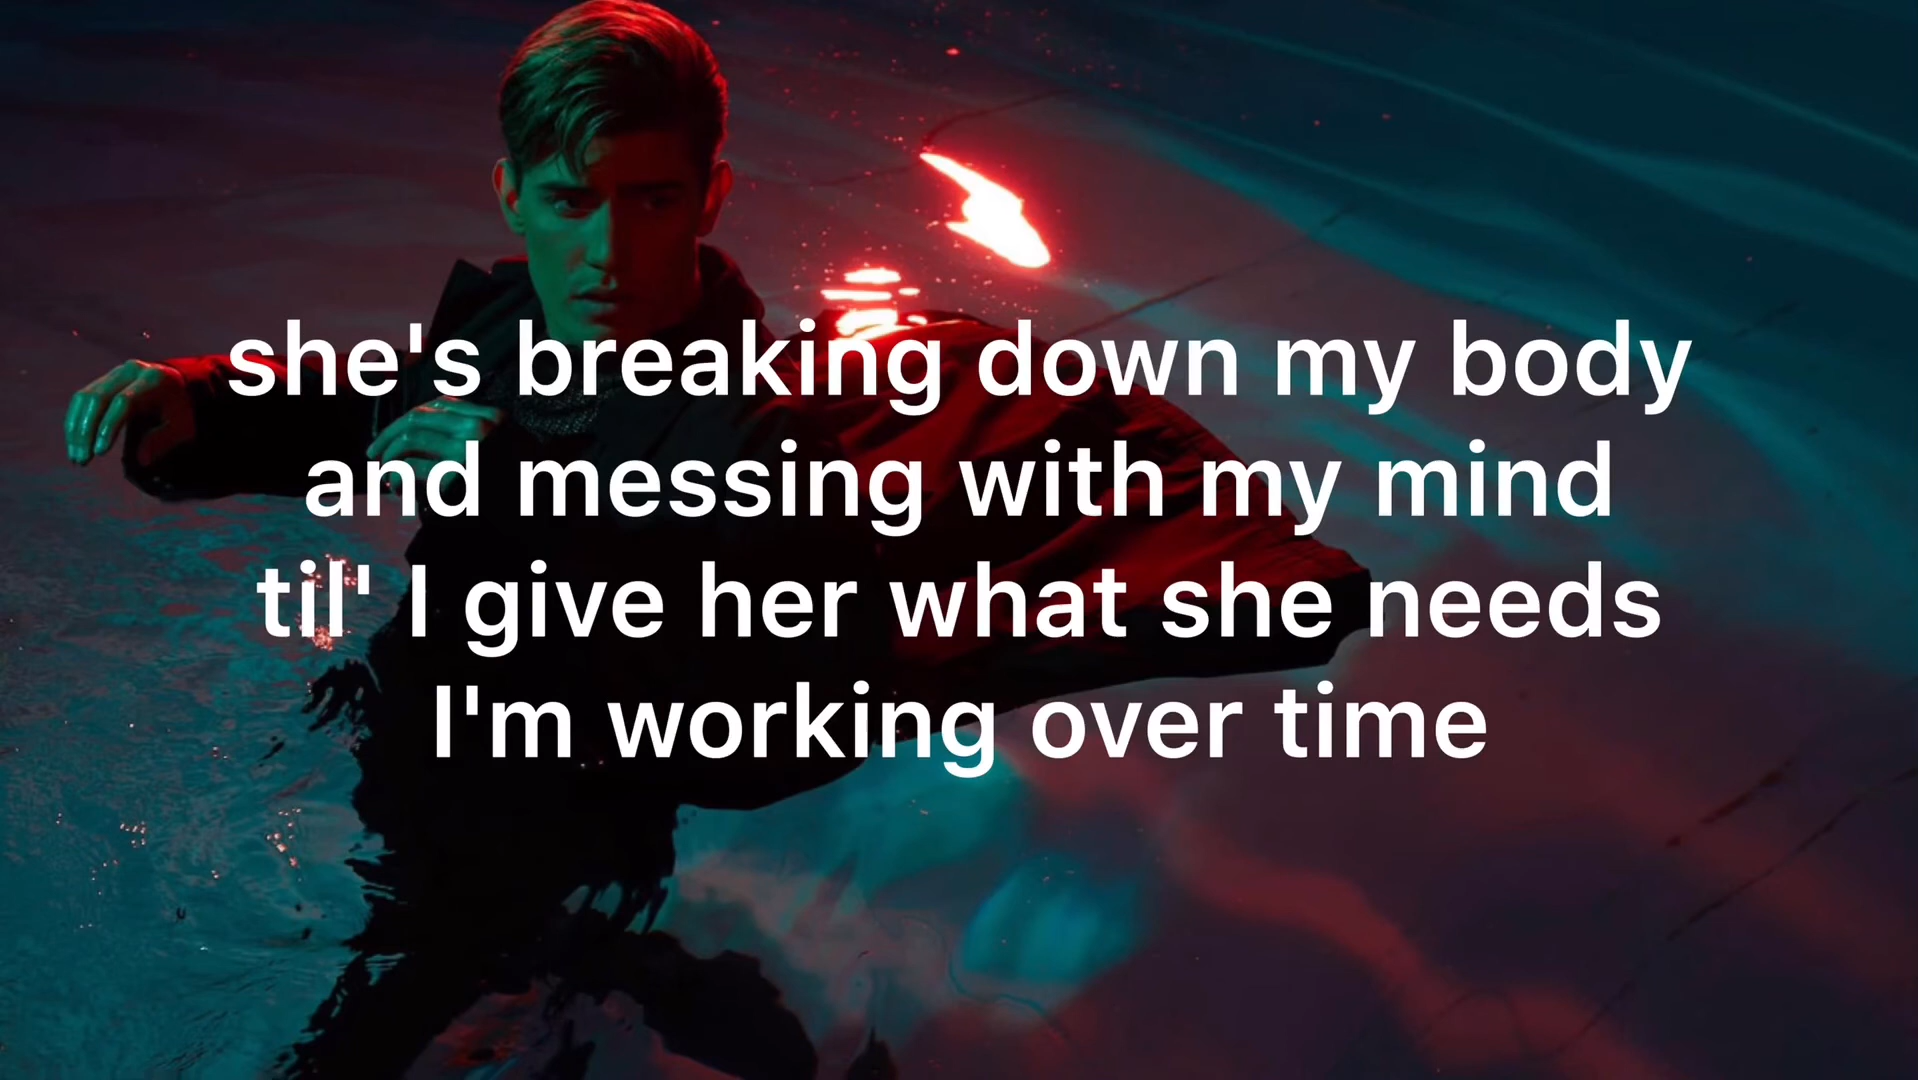 she's breaking down my body
and messing with my mind
til' I give her what she needs
I'm working over time